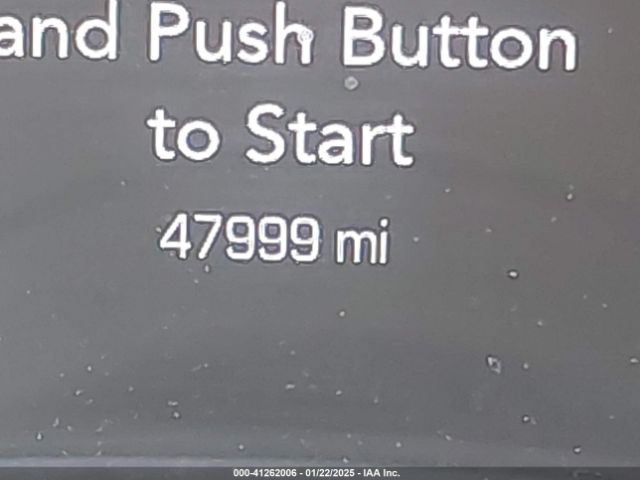 and Push Button
to Start
47999 mi
000-41262006 - 01/22/2025 - IAA Inc.